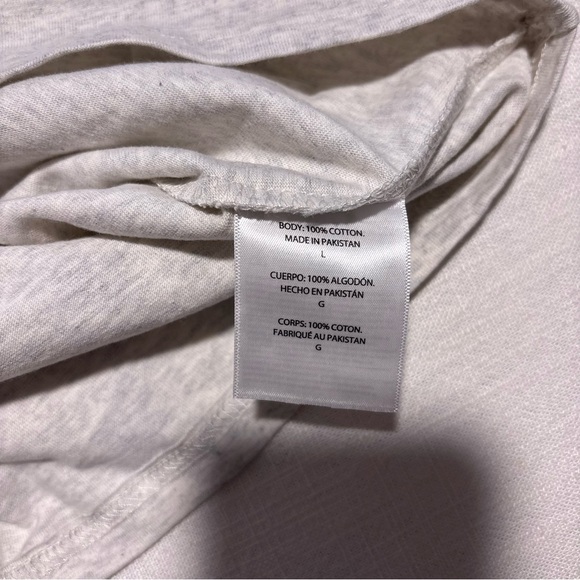 BODY: 100% COTTON.
MADE IN PAKISTAN
L
CUERPO: 100% ALGODÓN.
HECHO EN PAKISTÁN
G
CORPS: 100% COTON.
FABRIQUÉ AU PAKISTAN
G